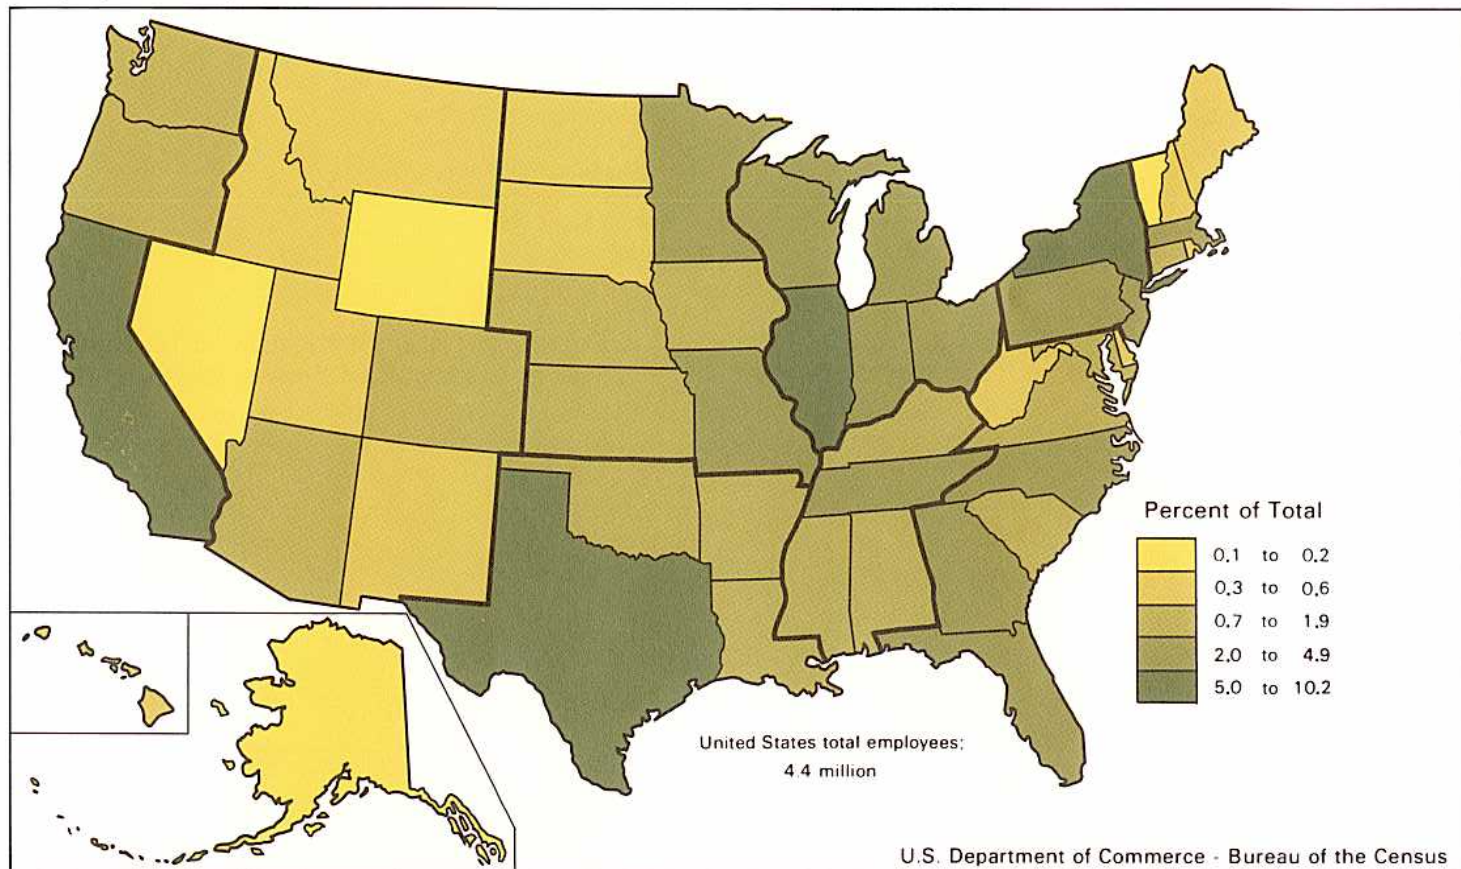 Percent of Total
0.1 to 0.2
0.3 to 0.6
0.7 to 1.9
2.0 to 4.9
5.0 to 10.2
United States total employees;
4.4 million
U.S. Department of Commerce - Bureau of the Census